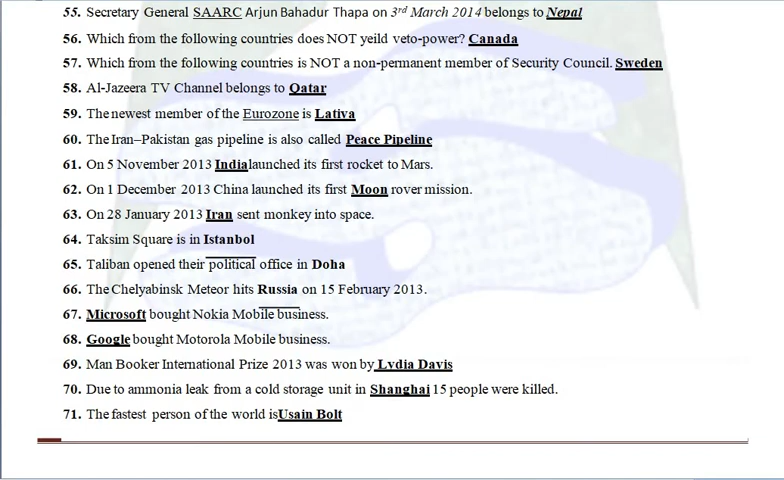 55. Secretary General SAARC Arjun Bahadur Thapa on 3rd March 2014 belongs to Nepal
56. Which from the following countries does NOT yeild veto-power? Canada
57. Which from the following countries is NOT a non-permanent member of Security Council. Sweden
58. Al-Jazeera TV Channel belongs to Qatar
59. The newest member of the Eurozone is Lativa
60. The Iran–Pakistan gas pipeline is also called Peace Pipeline
61. On 5 November 2013 India launched its first rocket to Mars.
62. On 1 December 2013 China launched its first Moon rover mission.
63. On 28 January 2013 Iran sent monkey into space.
64. Taksim Square is in Istanbol
65. Taliban opened their political office in Doha
66. The Chelyabinsk Meteor hits Russia on 15 February 2013.
67. Microsoft bought Nokia Mobile business.
68. Google bought Motorola Mobile business.
69. Man Booker International Prize 2013 was won by Lydia Davis
70. Due to ammonia leak from a cold storage unit in Shanghai 15 people were killed.
71. The fastest person of the world is Usain Bolt